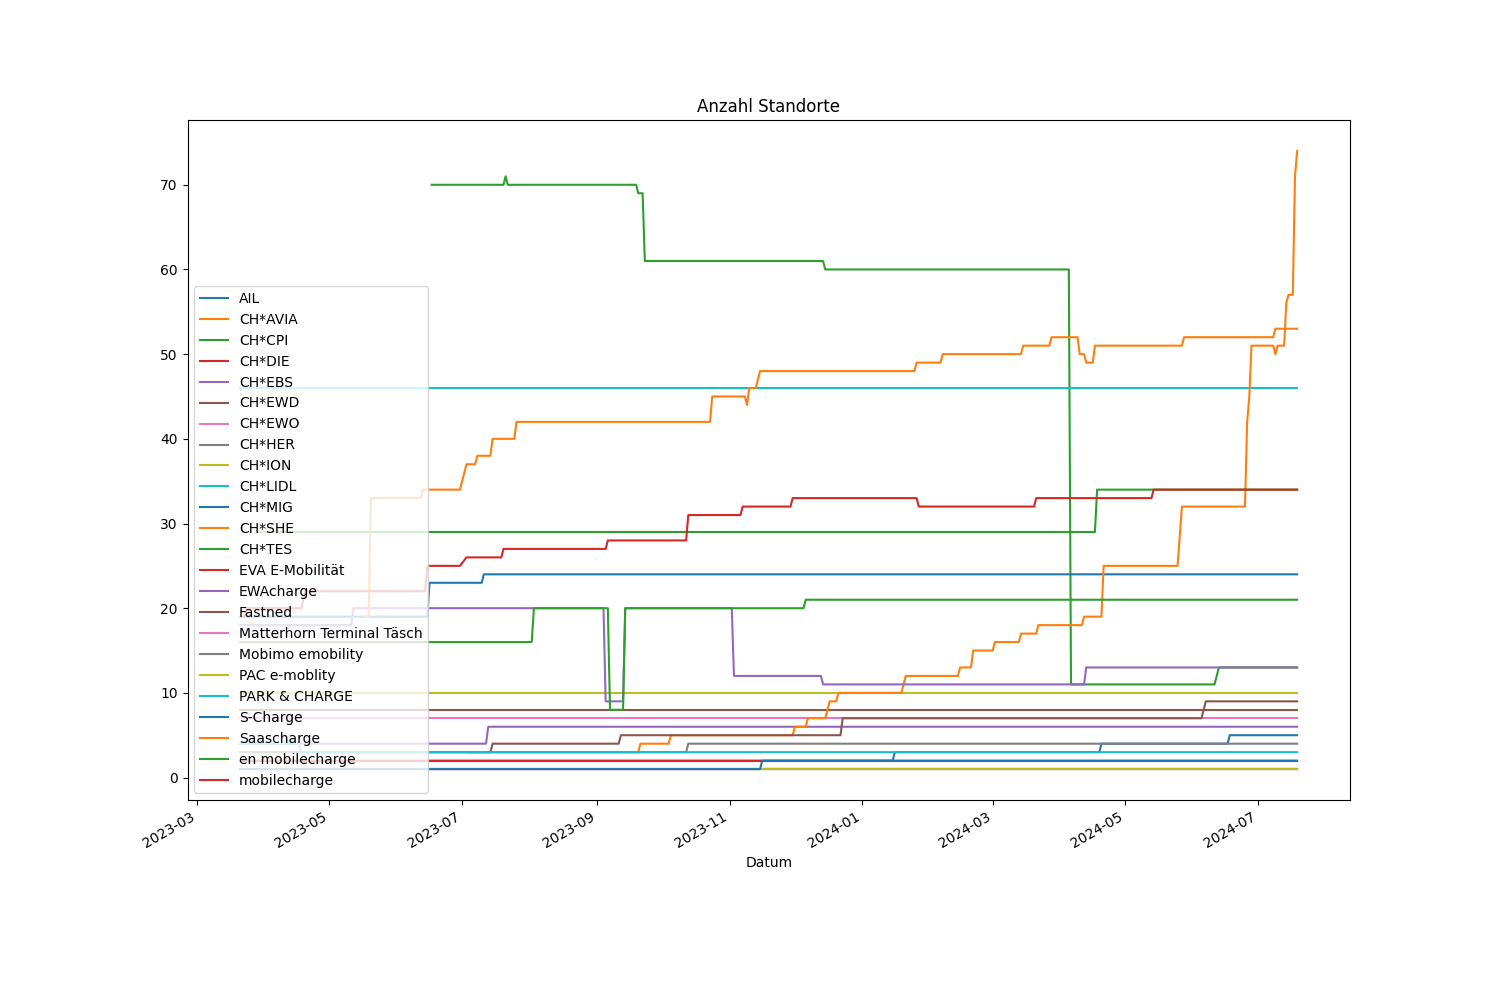 Anzahl Standorte
70
60
50
40
30
20
10
0
AIL
CH*AVIA
CH*CPI
CH*DIE
CH*EBS
CH*EWD
CH*EWO
CH*HER
CH*ION
CH*LIDL
CH*MIG
CH*SHE
CH*TES
EVA E-Mobilität
EWAcharge
Fastned
Matterhorn Terminal Täsch
Mobimo emobility
PAC e-moblity
PARK & CHARGE
S-Charge
Saascharge
en mobilecharge
mobilecharge
2023-03
2023-05
2023-07
2023-09
2023-11
2024-01
2024-03
2024-05
2024-07
Datum